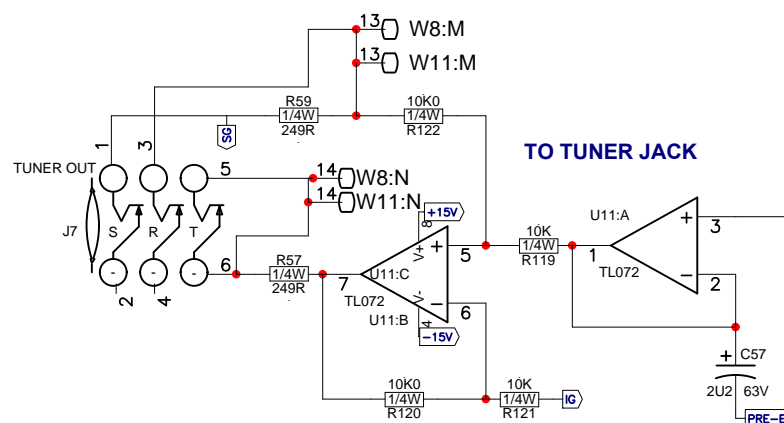 13
W8:M
13
W11:M
R59
1/4W
249R
10K0
1/4W
R122
SG
1
3
TUNER OUT
5
14
W8:N
14
W11:N
TO TUNER JACK
J7
S
R
T
+15V
8
V+
U11:A
+
3
10K
1/4W
R119
1
TL072
−
2
6
R57
1/4W
249R
7
U11:C
+
5
TL072
V-
−
6
U11:B
4
−15V
-
-
-
2
4
+
C57
2U2
63V
10K0
1/4W
R120
10K
1/4W
R121
IG